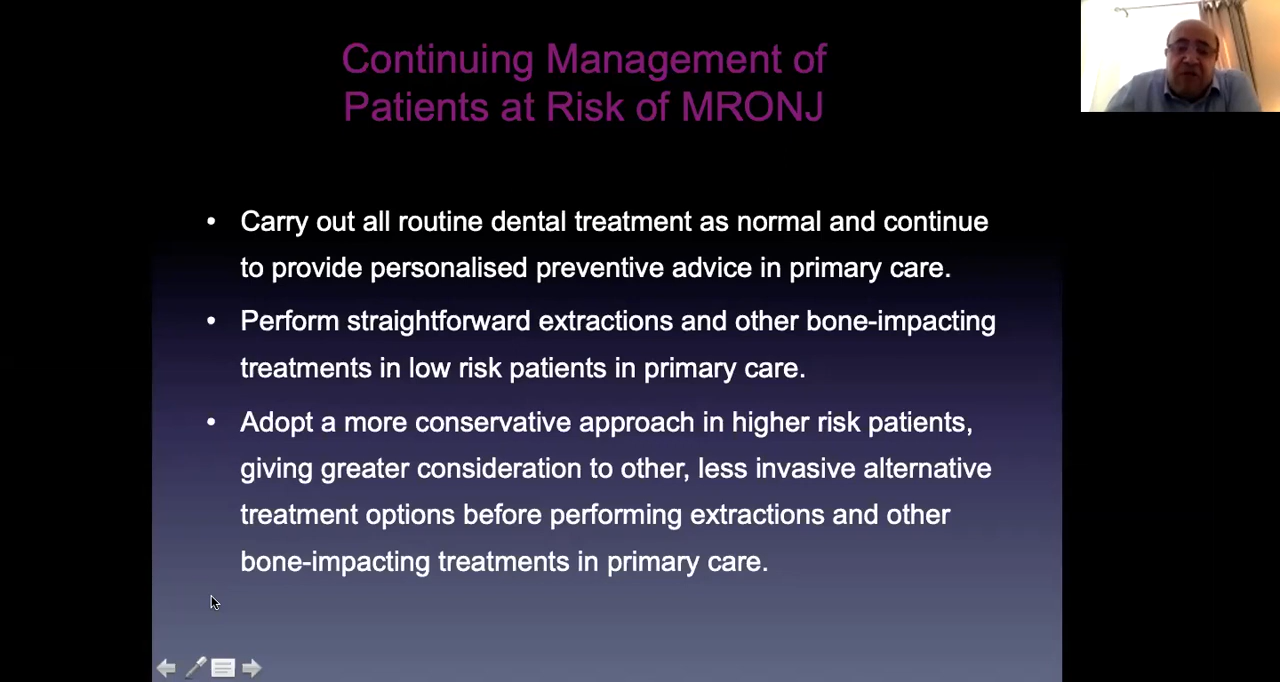 Continuing Management of
Patients at Risk of MRONJ
• Carry out all routine dental treatment as normal and continue
to provide personalised preventive advice in primary care.
• Perform straightforward extractions and other bone-impacting
treatments in low risk patients in primary care.
• Adopt a more conservative approach in higher risk patients,
giving greater consideration to other, less invasive alternative
treatment options before performing extractions and other
bone-impacting treatments in primary care.